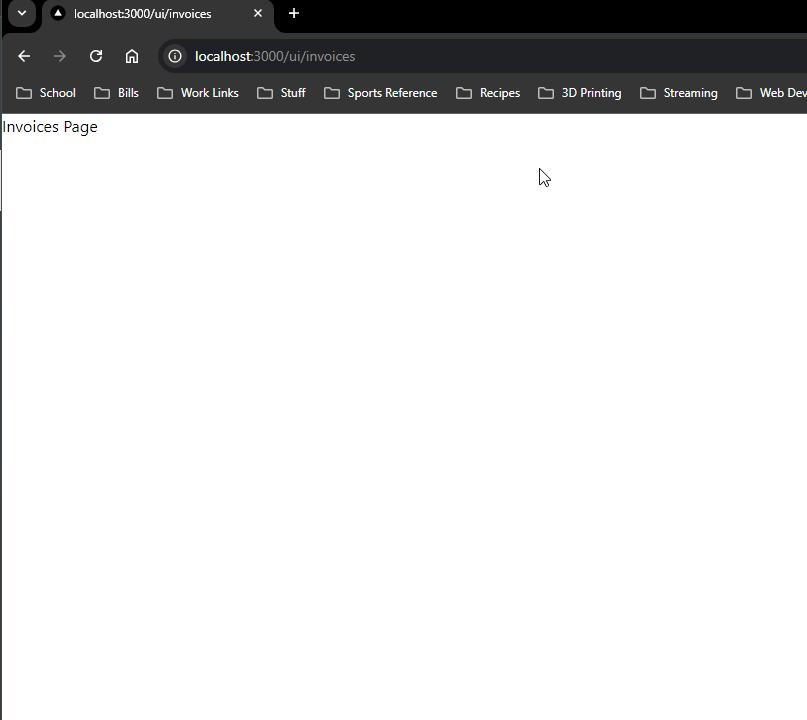 localhost:3000/ui/invoices
localhost:3000/ui/invoices
School Bills Work Links Stuff Sports Reference Recipes 3D Printing Streaming Web Dev
Invoices Page